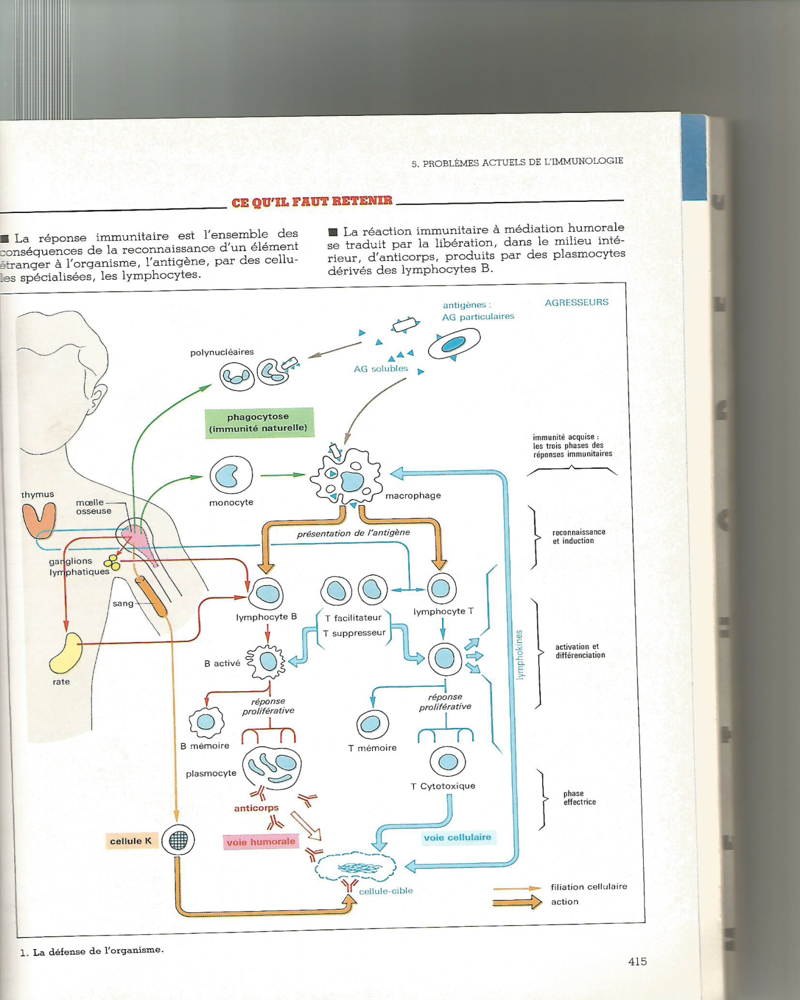 5. PROBLÈMES ACTUELS DE L'IMMUNOLOGIE
CE QU'IL FAUT RETENIR
■ La réponse immunitaire est l'ensemble des
conséquences de la reconnaissance d'un élément
étranger à l'organisme, l'antigène, par des cellu-
les spécialisées, les lymphocytes.
■ La réaction immunitaire à médiation humorale
se traduit par la libération, dans le milieu inté-
rieur, d'anticorps, produits par des plasmocytes
dérivés des lymphocytes B.
antigènes :
AG particulaires
AGRESSEURS
polynucléaires
AG solubles
phagocytose
(immunité naturelle)
immunité acquise :
les trois phases des
réponses immunitaires
thymus
mœlle
osseuse
monocyte
macrophage
présentation de l'antigène
reconnaissance
et induction
ganglions
lymphatiques
sang
lymphocyte B
T facilitateur
T suppresseur
lymphocyte T
lymphokines
activation et
différenciation
B activé
rate
réponse
proliférative
réponse
proliférative
B mémoire
T mémoire
plasmocyte
T Cytotoxique
phase
effectrice
anticorps
cellule K
voie humorale
voie cellulaire
cellule-cible
filiation cellulaire
action
1. La défense de l'organisme.
415